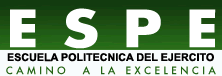 ESPE
ESCUELA POLITECNICA DEL EJERCITO
CAMINO A LA EXCELENCIA